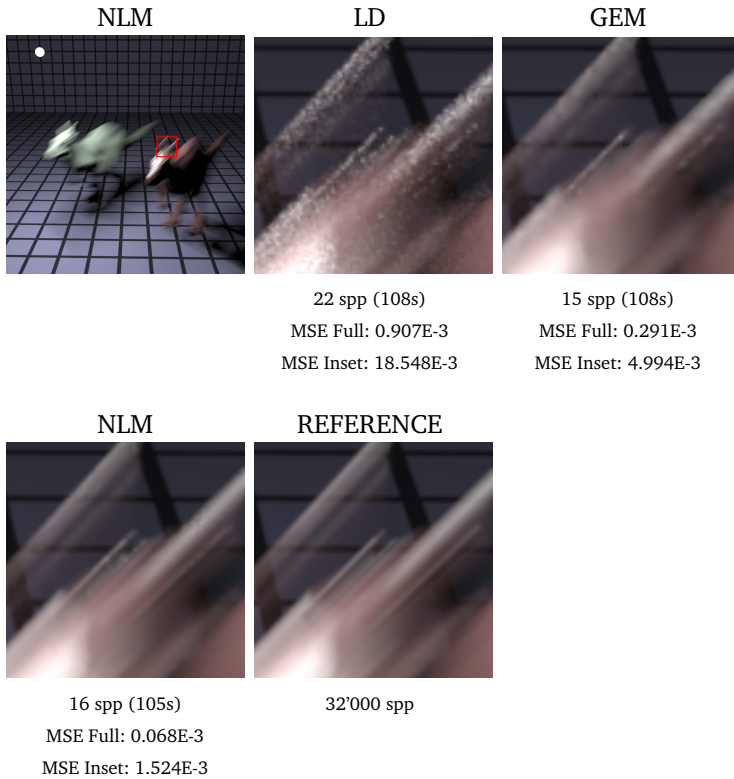 NLM
LD
GEM
22 spp (108s)
15 spp (108s)
MSE Full: 0.907E-3
MSE Full: 0.291E-3
MSE Inset: 18.548E-3
MSE Inset: 4.994E-3
NLM
REFERENCE
16 spp (105s)
32’000 spp
MSE Full: 0.068E-3
MSE Inset: 1.524E-3